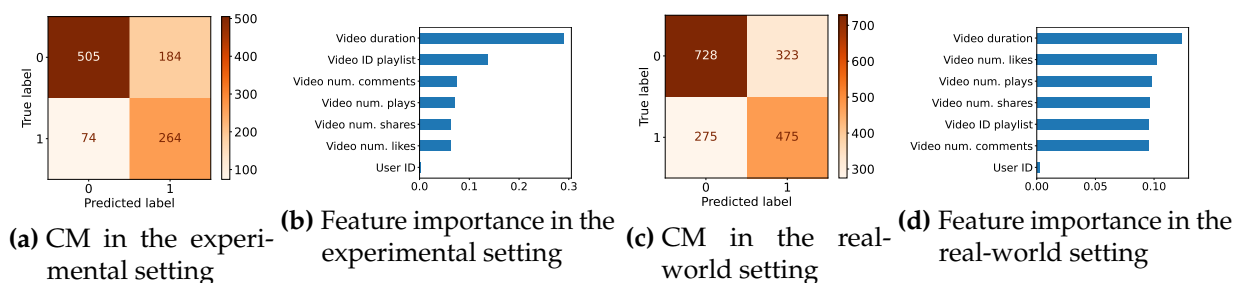 505 184
74 264
0
1
0 1
True label
Predicted label
500
400
300
200
100
(a) CM in the experi-
mental setting
Video duration
Video ID playlist
Video num. comments
Video num. plays
Video num. shares
Video num. likes
User ID
0.0 0.1 0.2 0.3
(b) Feature importance in the
experimental setting
728 323
275 475
0
1
0 1
True label
Predicted label
700
600
500
400
300
(c) CM in the real-
world setting
Video duration
Video num. likes
Video num. plays
Video num. shares
Video ID playlist
Video num. comments
User ID
0.00 0.05 0.10
(d) Feature importance in the
real-world setting